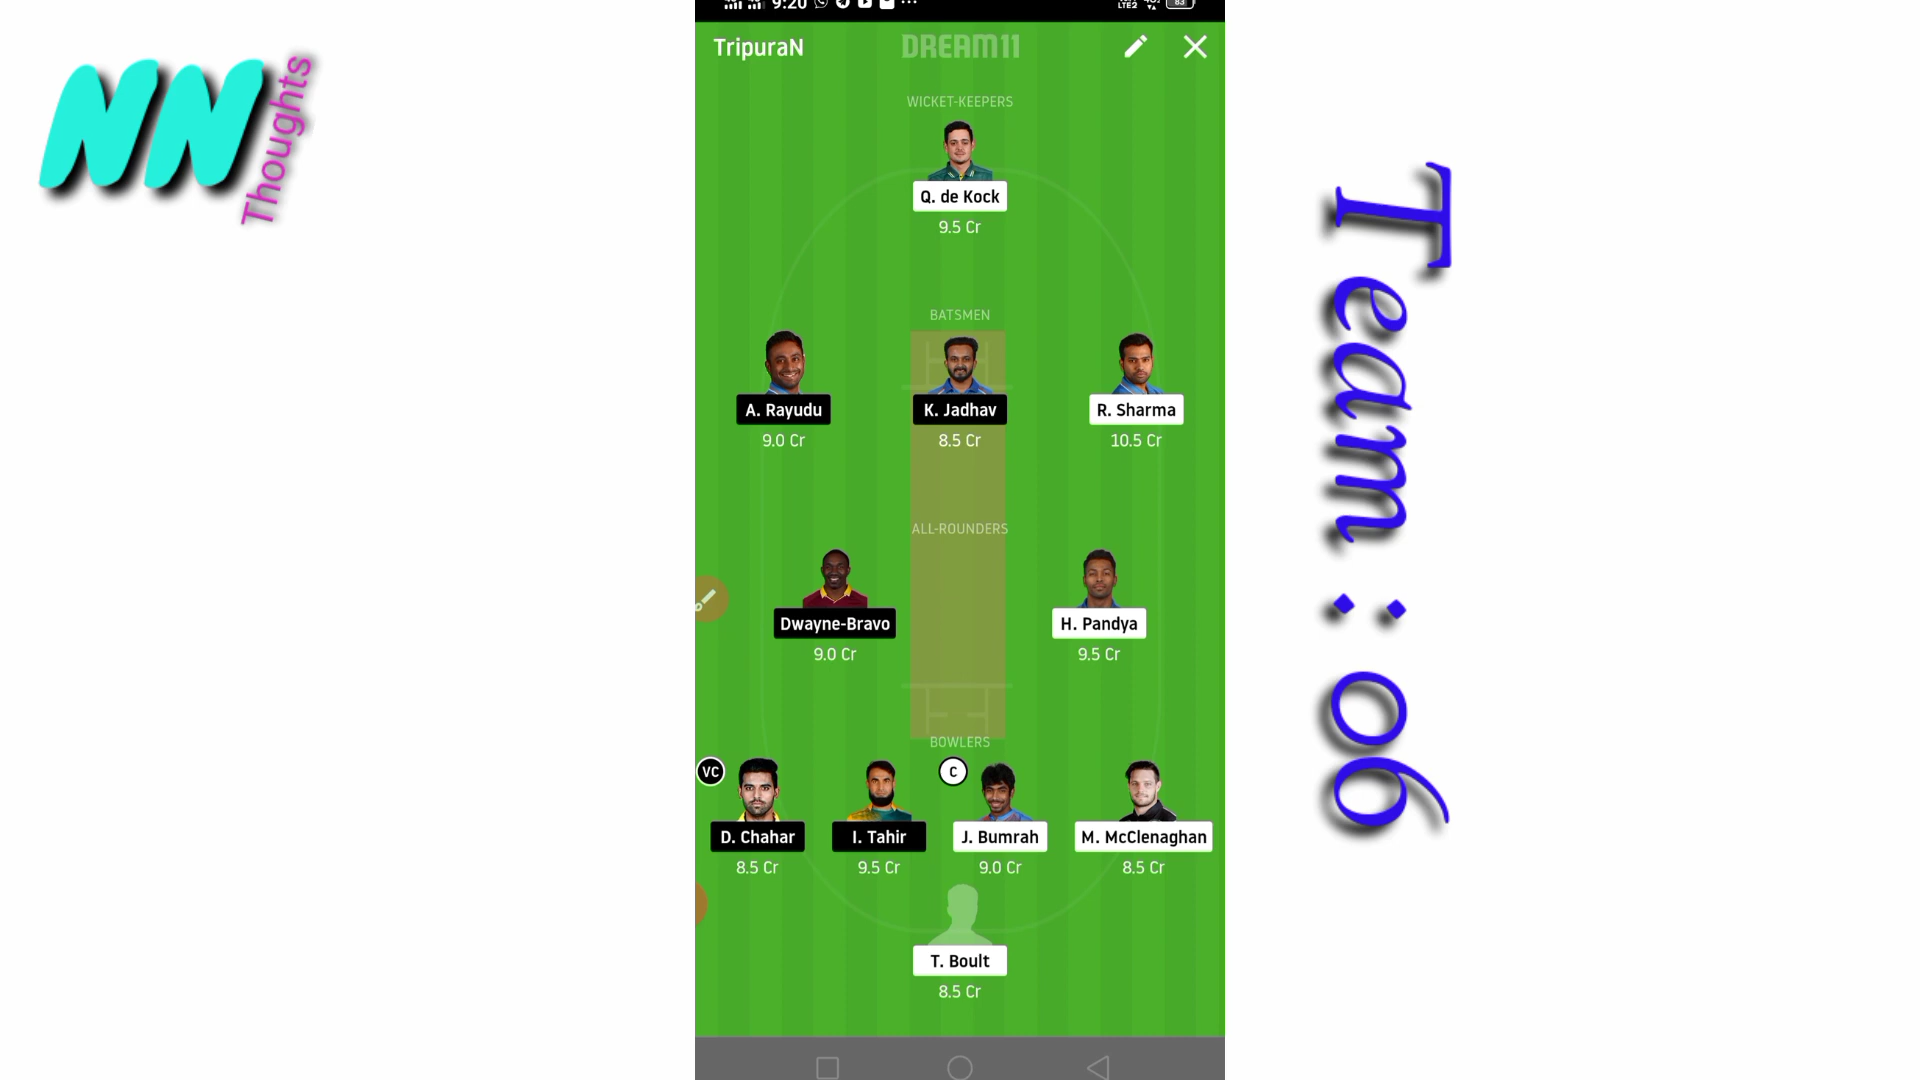 NN
Thoughts
9:20
LTE2
83
TripuraN
DREAM11
WICKET-KEEPERS
Q. de Kock
9.5 Cr
BATSMEN
A. Rayudu
K. Jadhav
R. Sharma
9.0 Cr
8.5 Cr
10.5 Cr
ALL-ROUNDERS
Dwayne-Bravo
H. Pandya
9.0 Cr
9.5 Cr
BOWLERS
VC
C
D. Chahar
I. Tahir
J. Bumrah
M. McClenaghan
8.5 Cr
9.5 Cr
9.0 Cr
8.5 Cr
T. Boult
8.5 Cr
Team : 06